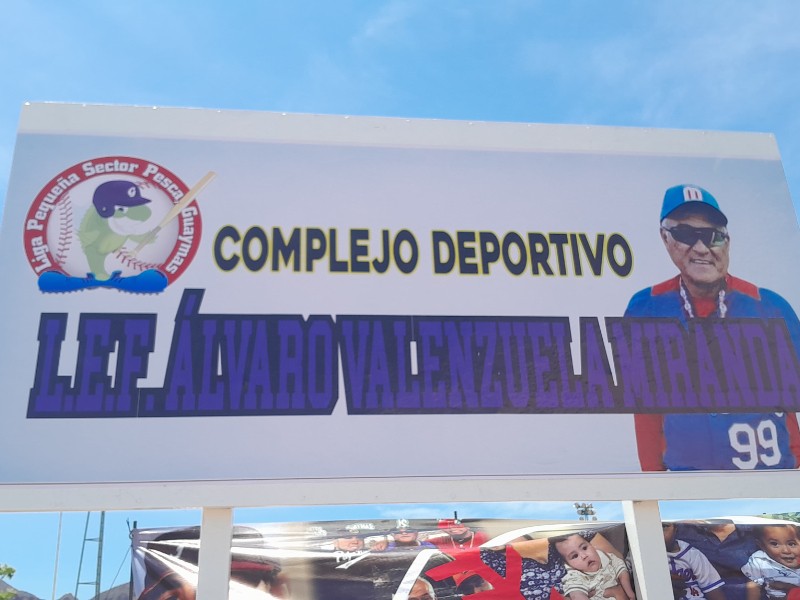 Liga Pequeña Sector Pesca Guaymas
COMPLEJO DEPORTIVO
L.E.F. ÁLVARO VALENZUELA MIRANDA
99